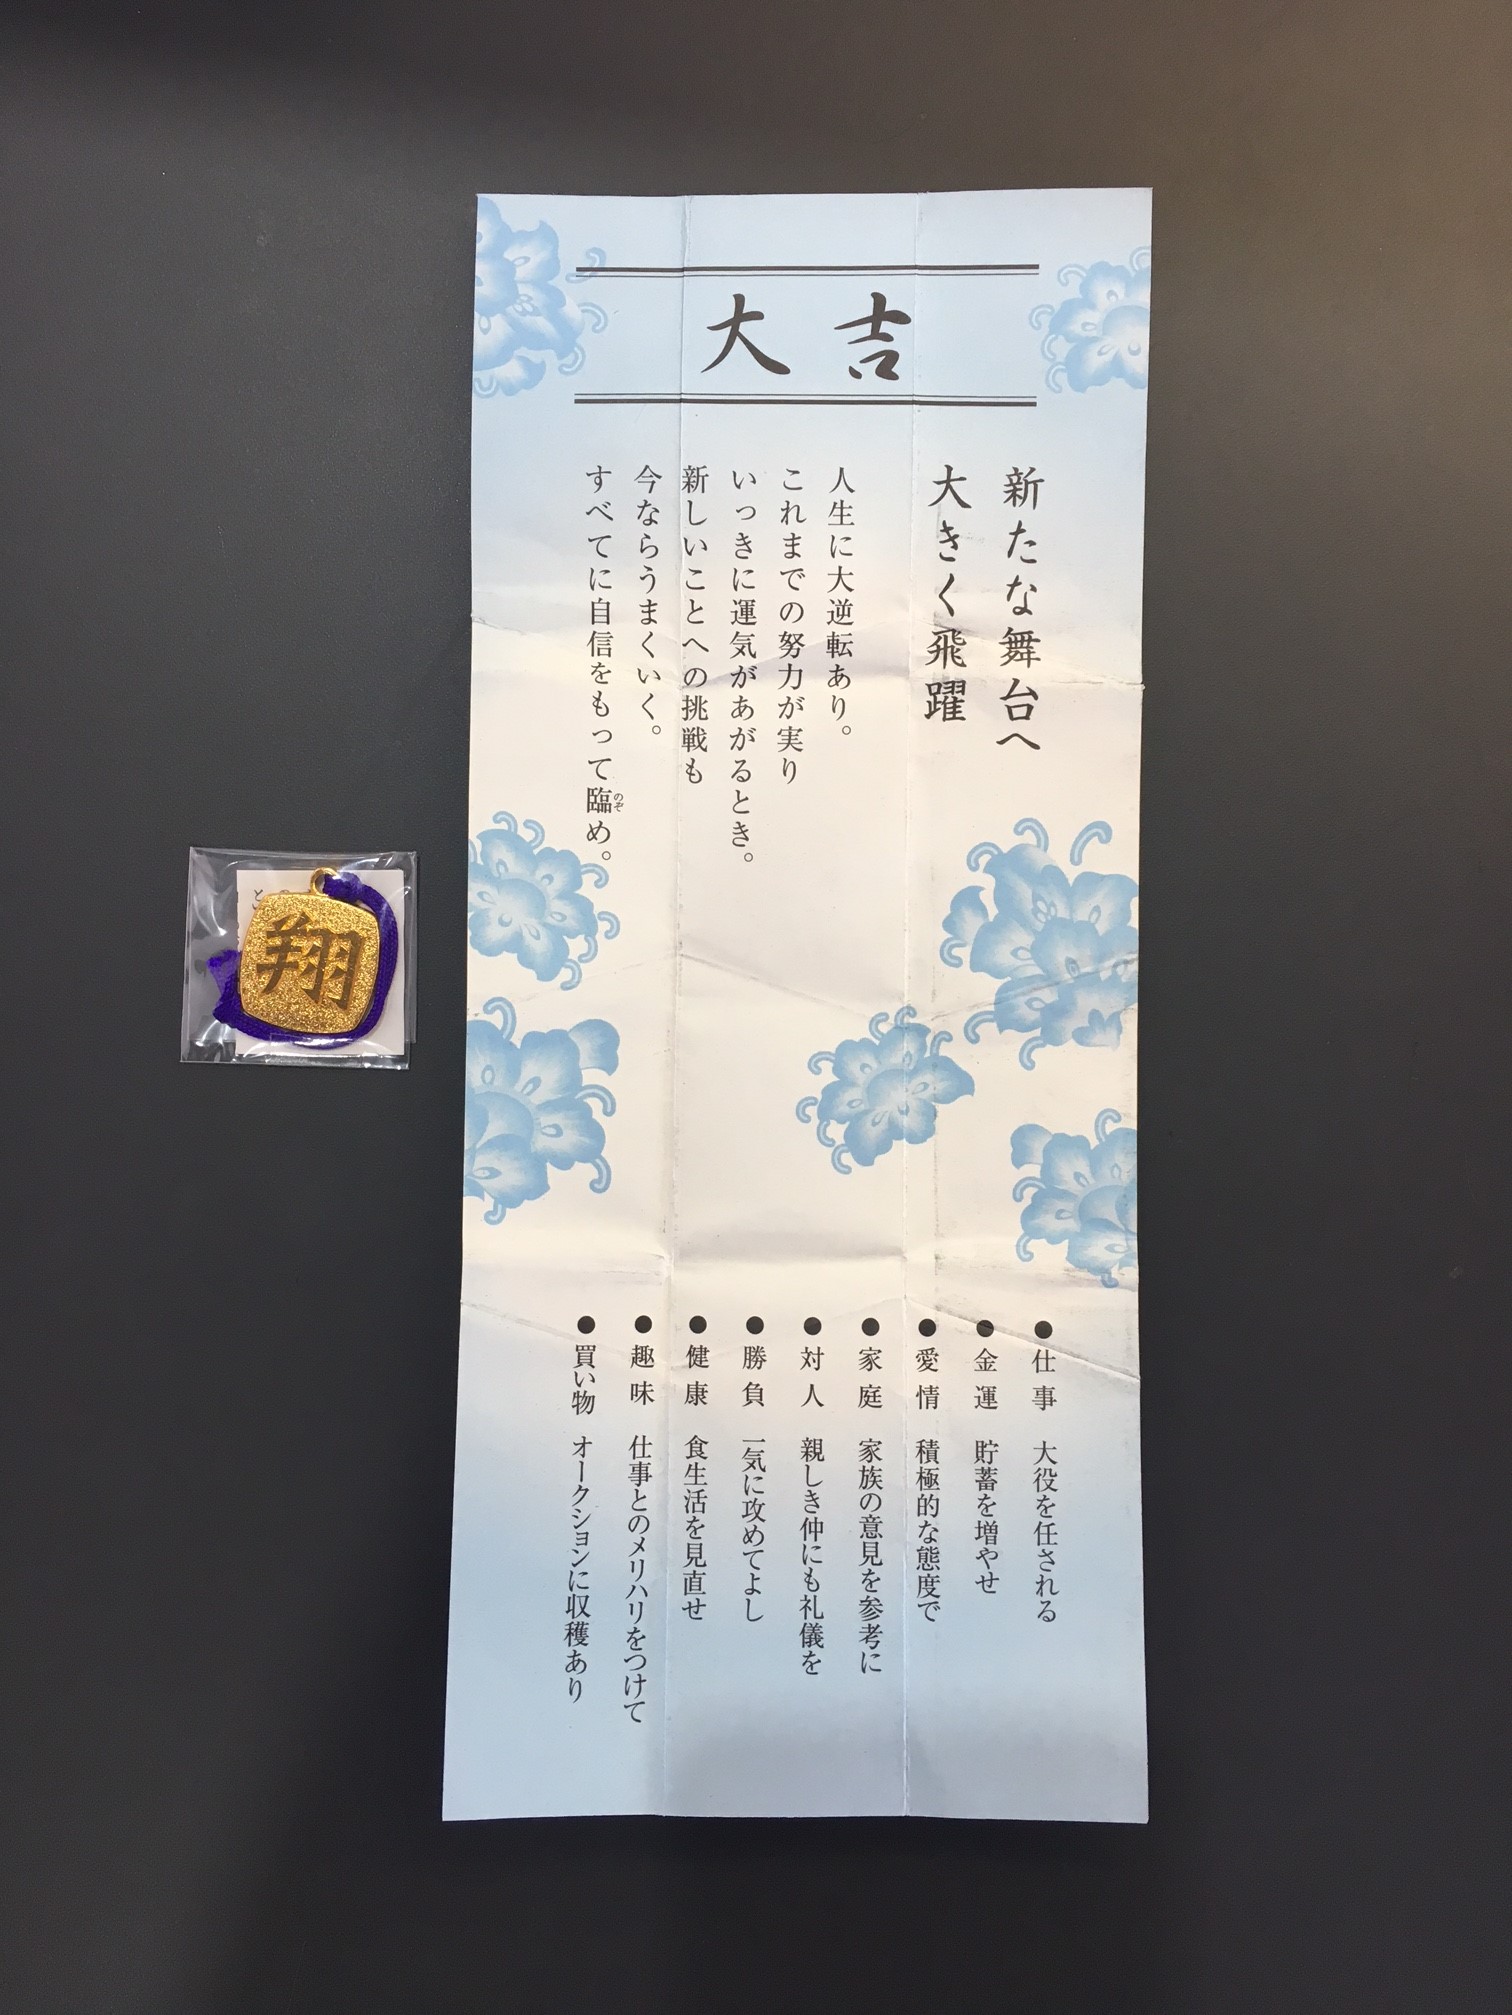 大吉
新たな舞台へ
大きく飛躍
人生に大逆転あり。
これまでの努力が実り
いっきに運気があがるとき。
新しいことへの挑戦も
今ならうまくいく。
すべてに自信をもって臨め。
のぞ
●仕事 大役を任される
●金運 貯蓄を増やせ
●愛情 積極的な態度で
●家庭 家族の意見を参考に
●対人 親しき仲にも礼儀を
●勝負 一気に攻めてよし
●健康 食生活を見直せ
●趣味 仕事とのメリハリをつけて
●買い物 オークションに収穫あり
翔